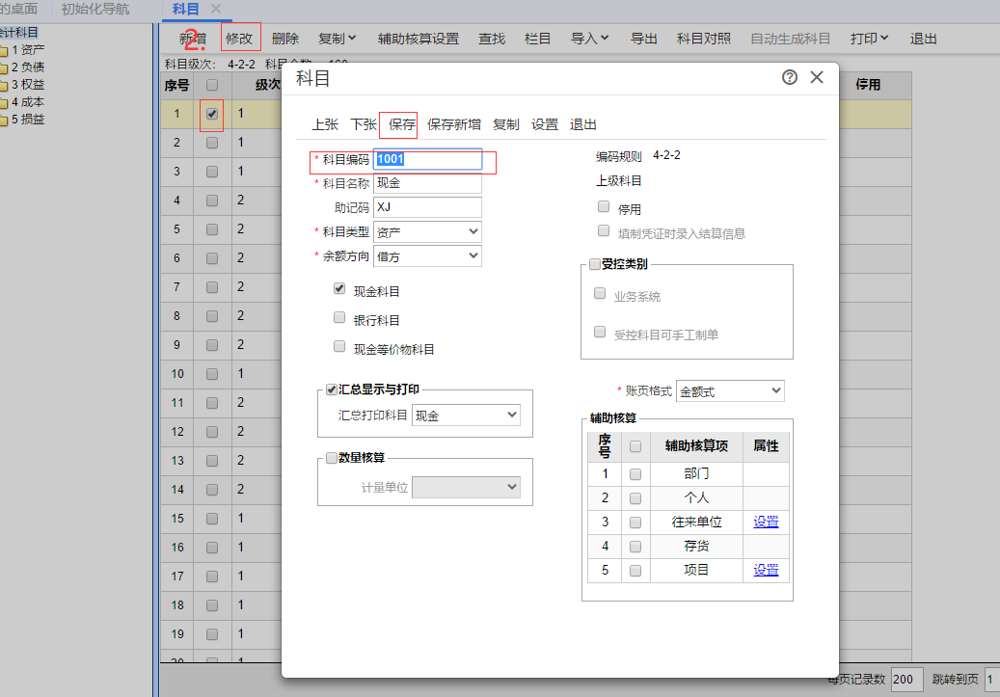 的桌面 初始化导航 科目
会计科目
1 资产
2 负债
3 权益
4 成本
5 损益
新增 修改 删除 复制 辅助核算设置 查找 栏目 导入 导出 科目对照 自动生成科目 打印 退出
2.
科目级次: 4-2-2 科目个数: 160
序号 级次 停用
1 1
2 1
3 1
4 2
5 2
6 2
7 2
8 2
9 2
10 1
11 2
12 2
13 2
14 2
15 1
16 1
17 1
18 1
19 1
20 1
科目
上张 下张 保存 保存新增 复制 设置 退出
* 科目编码 1001
* 科目名称 现金
助记码 XJ
* 科目类型 资产
* 余额方向 借方
现金科目
银行科目
现金等价物科目
汇总显示与打印
汇总打印科目 现金
数量核算
计量单位
编码规则 4-2-2
上级科目
停用
填制凭证时录入结算信息
受控类别
业务系统
受控科目可手工制单
* 账页格式 金额式
辅助核算
序号 辅助核算项 属性
1 部门
2 个人
3 往来单位 设置
4 存货
5 项目 设置
每页记录数 200 跳转到页 1